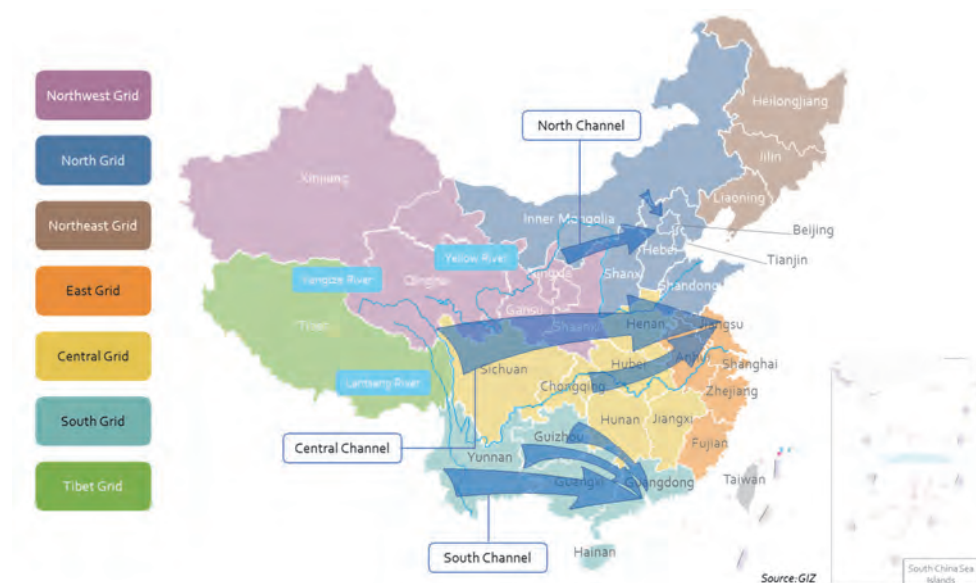 Northwest Grid
North Grid
Northeast Grid
East Grid
Central Grid
South Grid
Tibet Grid
North Channel
Heilongjiang
Jilin
Liaoning
Xinjiang
Inner Mongolia
Beijing
Tianjin
Hebei
Yellow River
Yangtze River
Qinghai
Ningxia
Shanxi
Shandong
Gansu
Shaanxi
Henan
Jiangsu
Tibet
Lantsang River
Sichuan
Hubei
Anhui
Shanghai
Chongqing
Zhejiang
Hunan
Jiangxi
Central Channel
Guizhou
Fujian
Yunnan
Guangxi
Guangdong
Taiwan
South Channel
Hainan
Source:GIZ
South China Sea
Islands